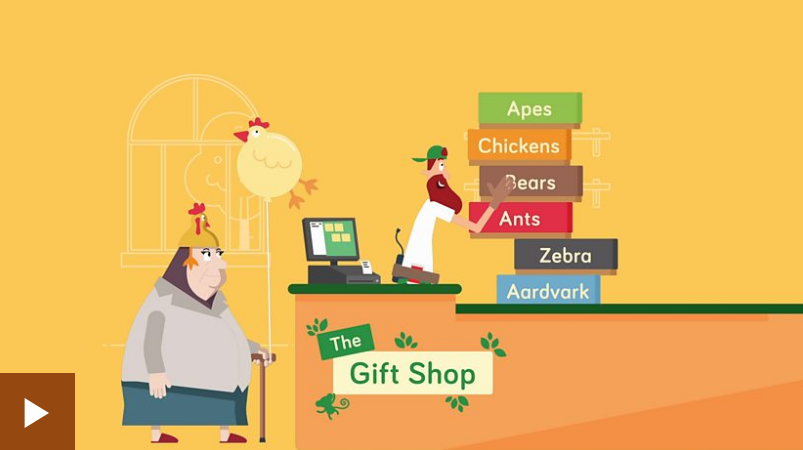 Apes
Chickens
Bears
Ants
Zebra
Aardvark
The
Gift Shop